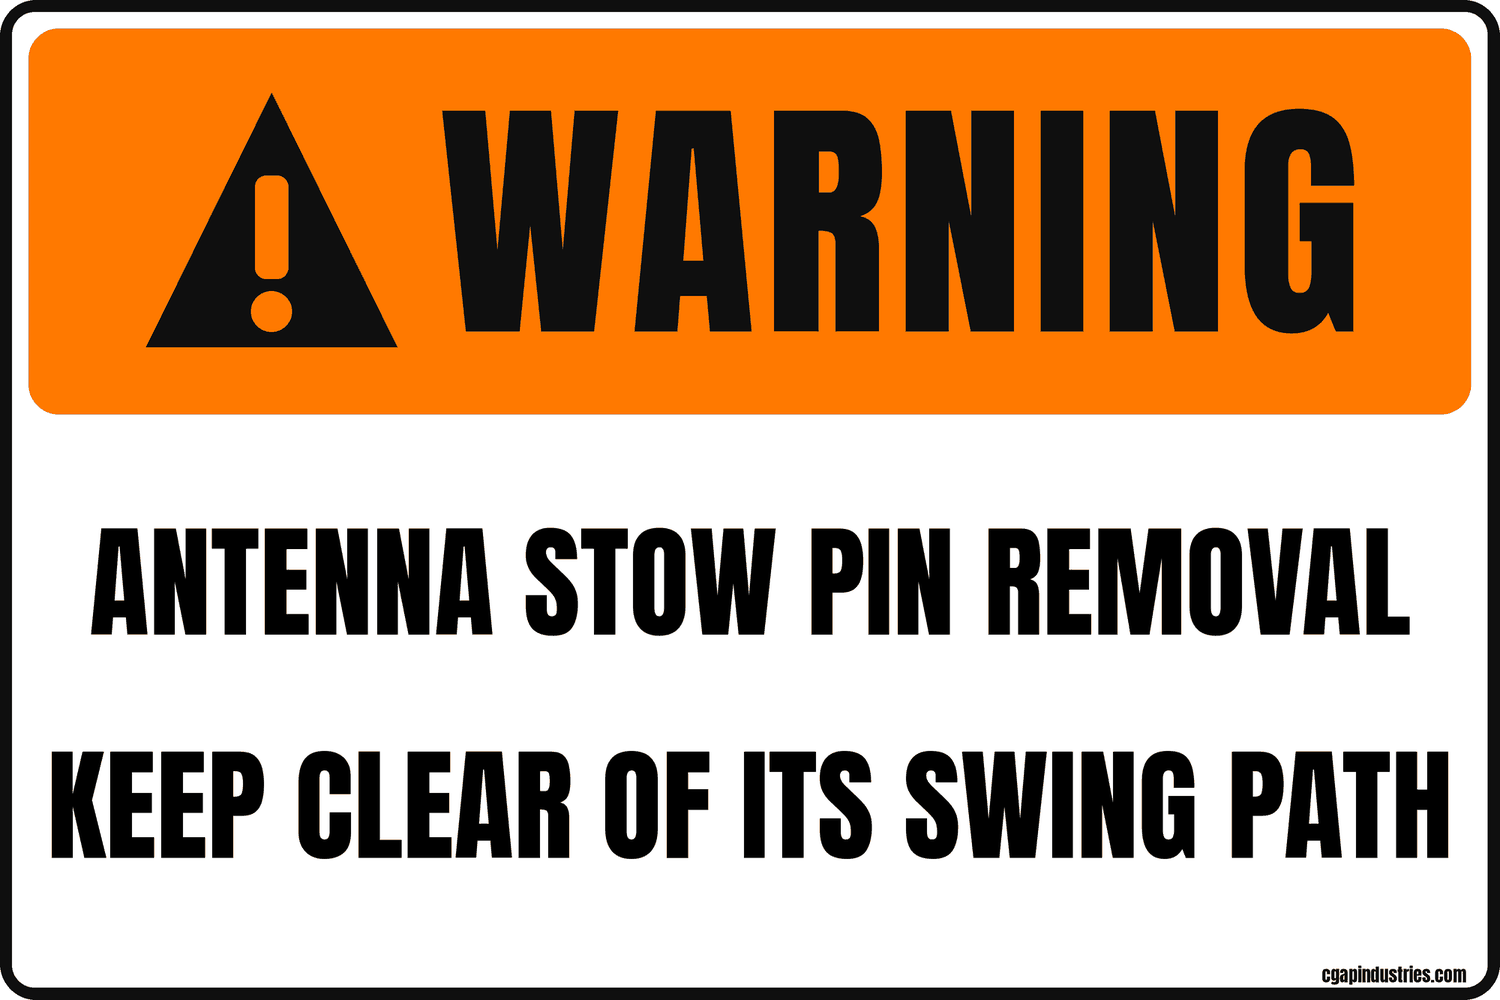 WARNING
ANTENNA STOW PIN REMOVAL
KEEP CLEAR OF ITS SWING PATH
cgapindustries.com